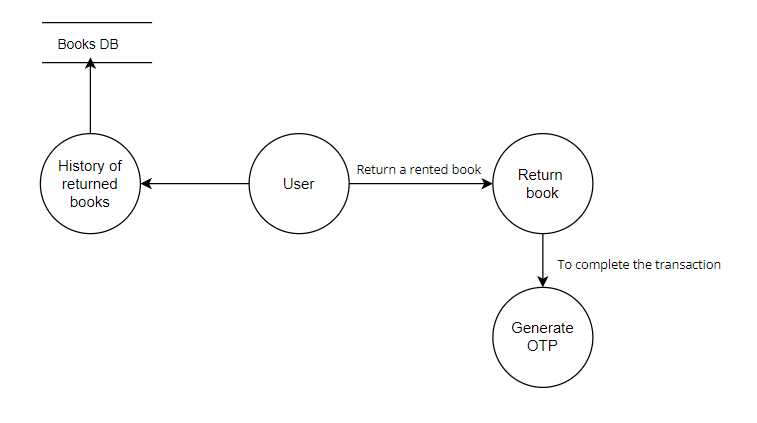 Books DB
History of
returned
books
User
Return a rented book
Return
book
To complete the transaction
Generate
OTP